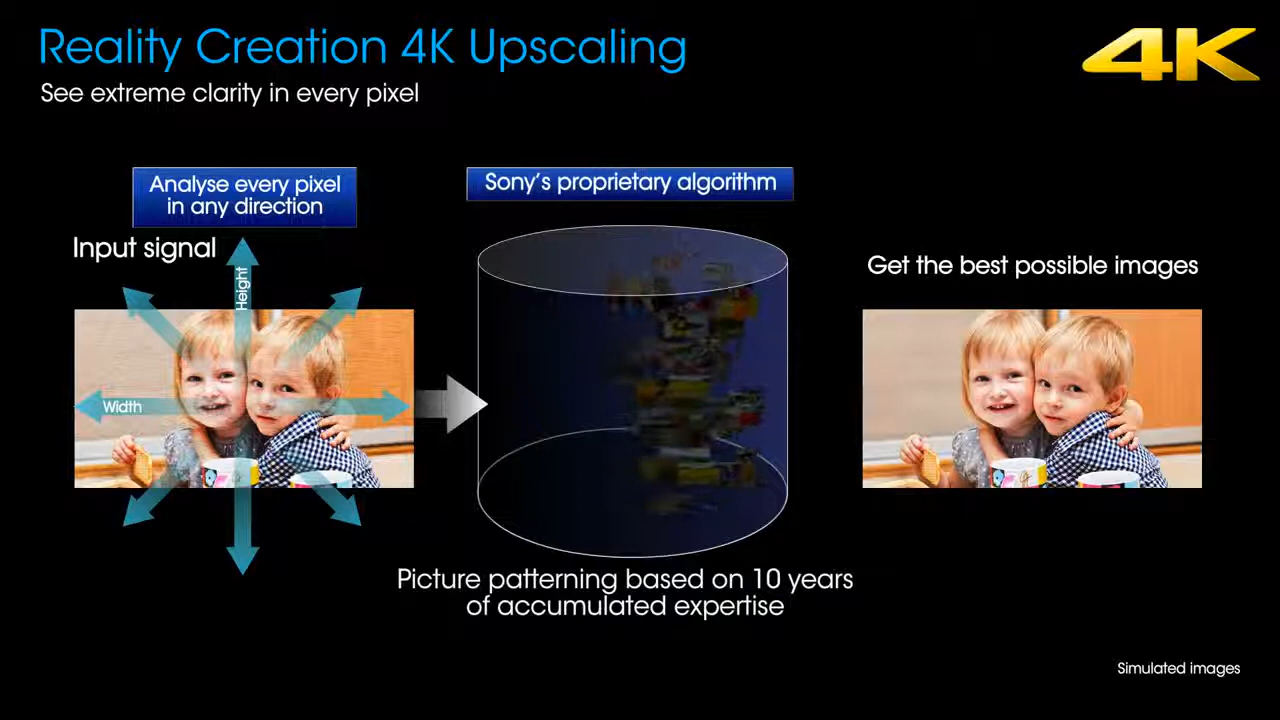 Reality Creation 4K Upscaling
4K
See extreme clarity in every pixel
Analyse every pixel
in any direction
Sony's proprietary algorithm
Input signal
Height
Width
Get the best possible images
Picture patterning based on 10 years
of accumulated expertise
Simulated images